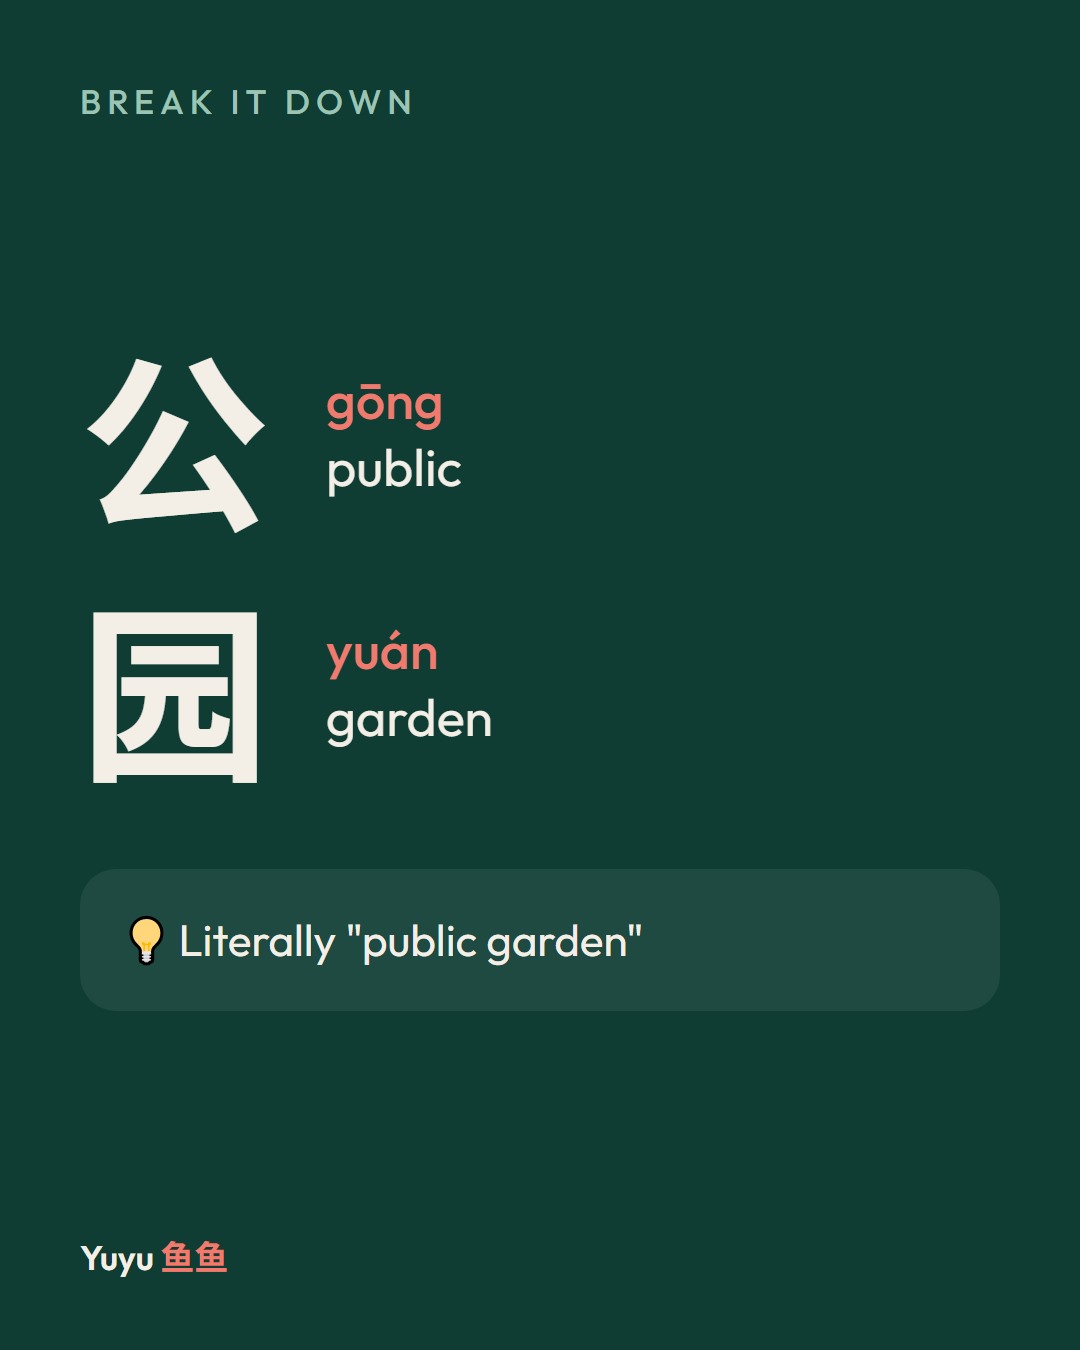 BREAK IT DOWN
公
gōng
public
园
yuán
garden
💡 Literally "public garden"
Yuyu 鱼鱼